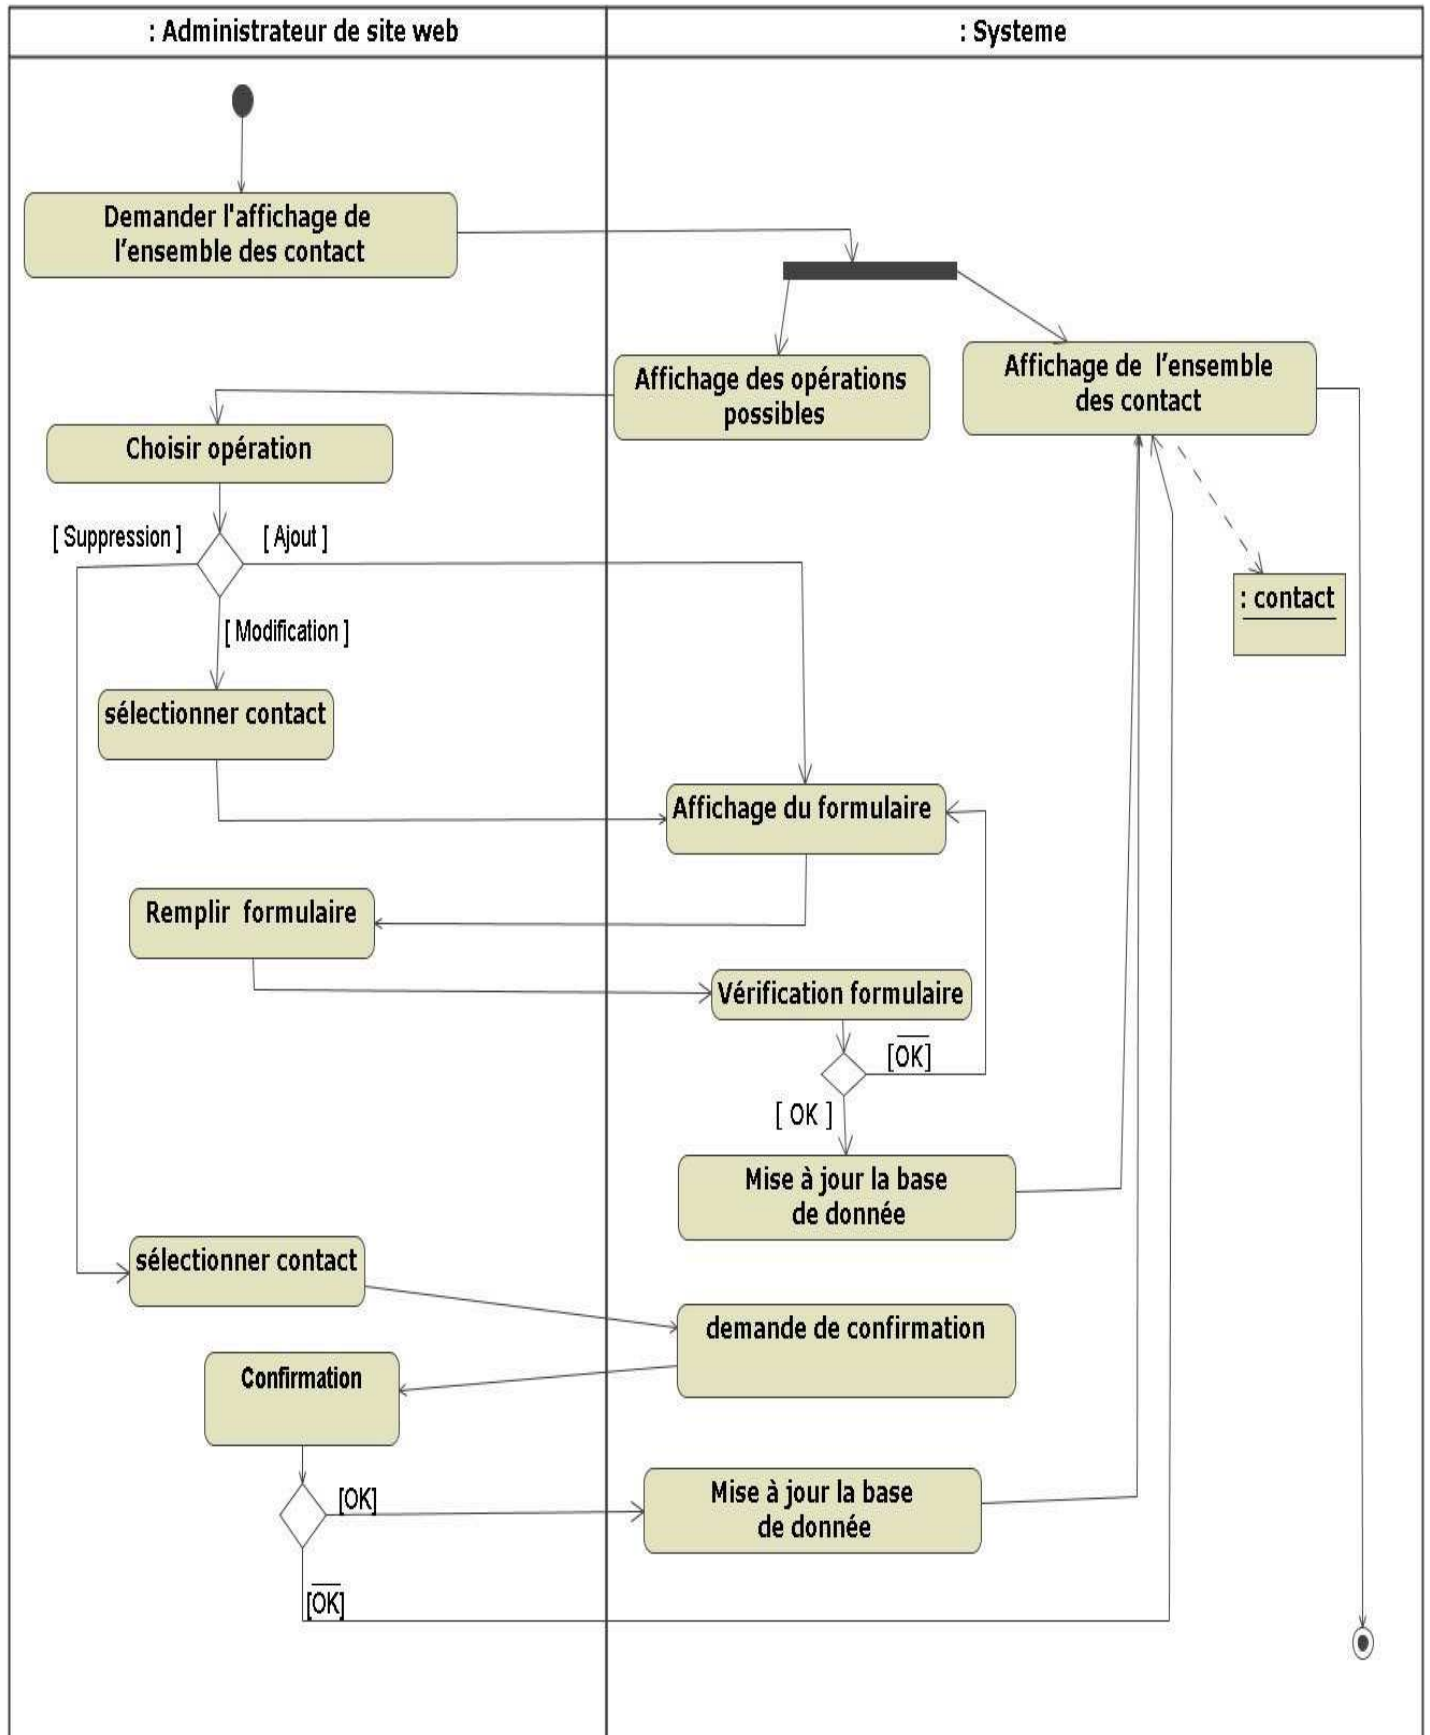 : Administrateur de site web
: Systeme
Demander l'affichage de
l’ensemble des contact
Affichage des opérations
possibles
Affichage de l’ensemble
des contact
Choisir opération
[ Suppression ]
[ Ajout ]
[ Modification ]
: contact
sélectionner contact
Affichage du formulaire
Remplir formulaire
Vérification formulaire
[OK]
[ OK ]
Mise à jour la base
de donnée
sélectionner contact
demande de confirmation
Confirmation
[OK]
Mise à jour la base
de donnée
[OK]